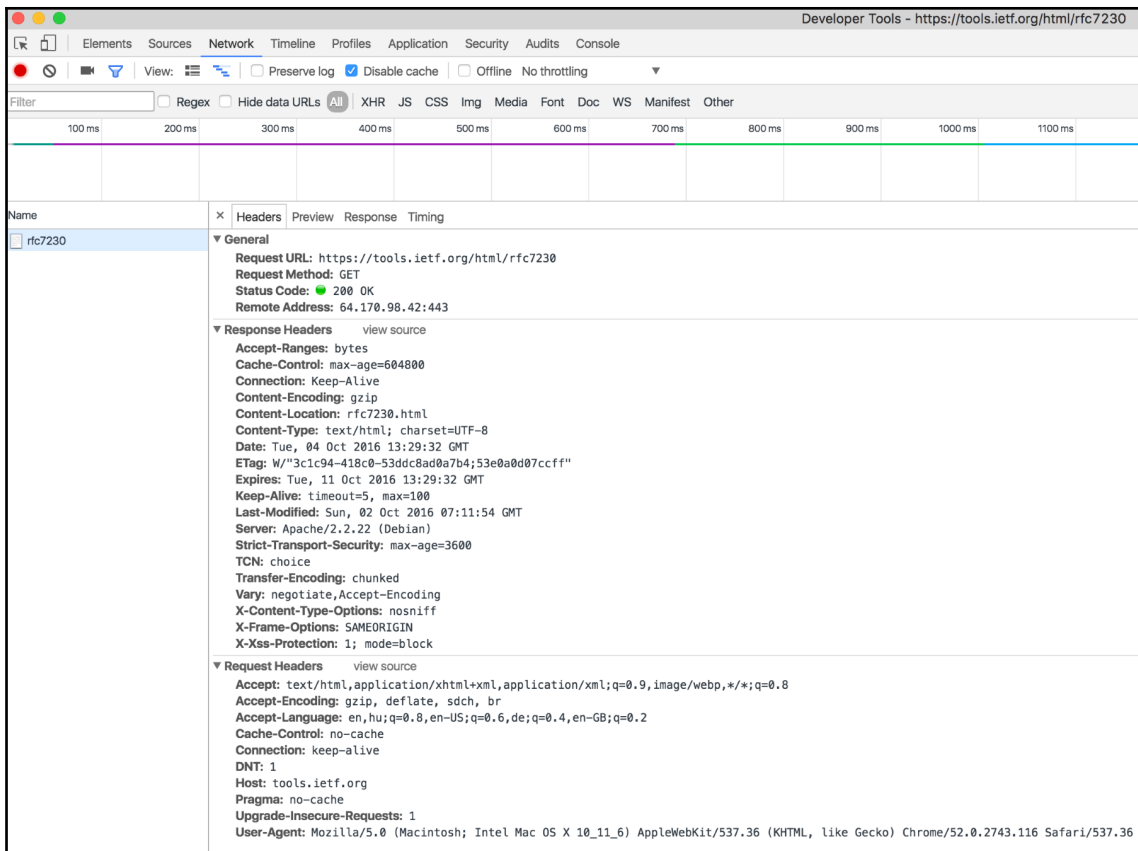 Developer Tools - https://tools.ietf.org/html/rfc7230
Elements Sources Network Timeline Profiles Application Security Audits Console
View: Preserve log Disable cache Offline No throttling
Filter Regex Hide data URLs All XHR JS CSS Img Media Font Doc WS Manifest Other
100 ms 200 ms 300 ms 400 ms 500 ms 600 ms 700 ms 800 ms 900 ms 1000 ms 1100 ms
Name × Headers Preview Response Timing
rfc7230
General
Request URL: https://tools.ietf.org/html/rfc7230
Request Method: GET
Status Code: 200 OK
Remote Address: 64.170.98.42:443
Response Headers view source
Accept-Ranges: bytes
Cache-Control: max-age=604800
Connection: Keep-Alive
Content-Encoding: gzip
Content-Location: rfc7230.html
Content-Type: text/html; charset=UTF-8
Date: Tue, 04 Oct 2016 13:29:32 GMT
ETag: W/"3c1c94-418c0-53ddc8ad0a7b4;53e0a0d07ccff"
Expires: Tue, 11 Oct 2016 13:29:32 GMT
Keep-Alive: timeout=5, max=100
Last-Modified: Sun, 02 Oct 2016 07:11:54 GMT
Server: Apache/2.2.22 (Debian)
Strict-Transport-Security: max-age=3600
TCN: choice
Transfer-Encoding: chunked
Vary: negotiate,Accept-Encoding
X-Content-Type-Options: nosniff
X-Frame-Options: SAMEORIGIN
X-Xss-Protection: 1; mode=block
Request Headers view source
Accept: text/html,application/xhtml+xml,application/xml;q=0.9,image/webp,*/*;q=0.8
Accept-Encoding: gzip, deflate, sdch, br
Accept-Language: en,hu;q=0.8,en-US;q=0.6,de;q=0.4,en-GB;q=0.2
Cache-Control: no-cache
Connection: keep-alive
DNT: 1
Host: tools.ietf.org
Pragma: no-cache
Upgrade-Insecure-Requests: 1
User-Agent: Mozilla/5.0 (Macintosh; Intel Mac OS X 10_11_6) AppleWebKit/537.36 (KHTML, like Gecko) Chrome/52.0.2743.116 Safari/537.36